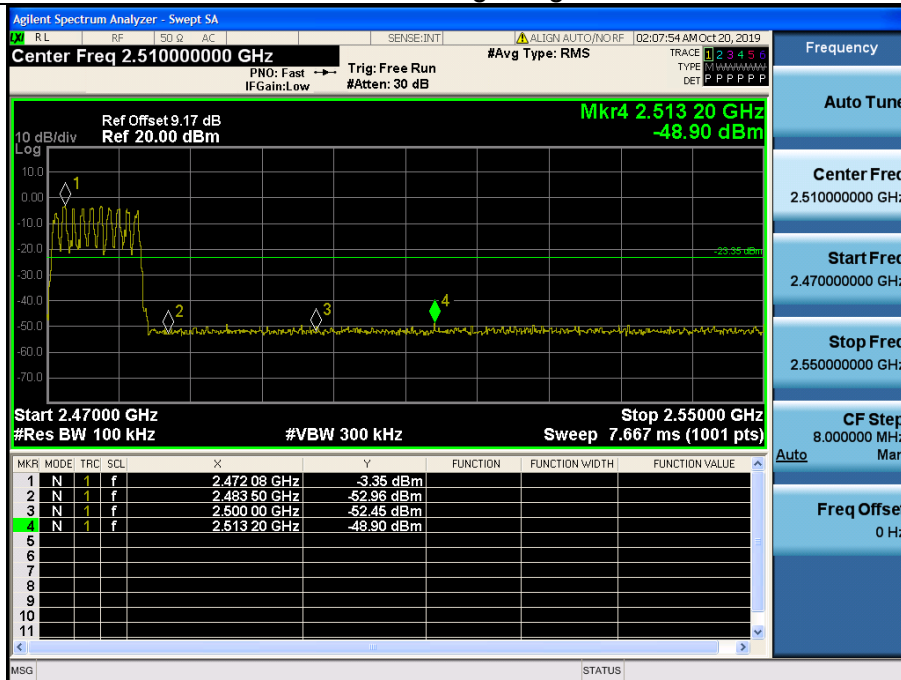 Agilent Spectrum Analyzer - Swept SA
LXI RL RF 50 Ω AC SENSE:INT ALIGN AUTO/NO RF 02:07:54 AM Oct 20, 2019
Center Freq 2.510000000 GHz
PNO: Fast
IFGain:Low
Trig: Free Run
#Atten: 30 dB
#Avg Type: RMS
TRACE 1 2 3 4 5 6
TYPE M WWWWW
DET P P P P P P
Mkr4 2.513 20 GHz
-48.90 dBm
Ref Offset 9.17 dB
10 dB/div Ref 20.00 dBm
Log
10.0
0.00
-10.0
-20.0
-30.0
-40.0
-50.0
-60.0
-70.0
1
2
3
4
-23.35 dBm
Start 2.47000 GHz Stop 2.55000 GHz
#Res BW 100 kHz #VBW 300 kHz Sweep 7.667 ms (1001 pts)
MKR MODE TRC SCL X Y FUNCTION FUNCTION WIDTH FUNCTION VALUE
1 N 1 f 2.472 08 GHz -3.35 dBm
2 N 1 f 2.483 50 GHz -52.96 dBm
3 N 1 f 2.500 00 GHz -52.45 dBm
4 N 1 f 2.513 20 GHz -48.90 dBm
5
6
7
8
9
10
11
MSG STATUS
Frequency
Auto Tune
Center Freq
2.510000000 GHz
Start Freq
2.470000000 GHz
Stop Freq
2.550000000 GHz
CF Step
8.000000 MHz
Auto Man
Freq Offset
0 Hz